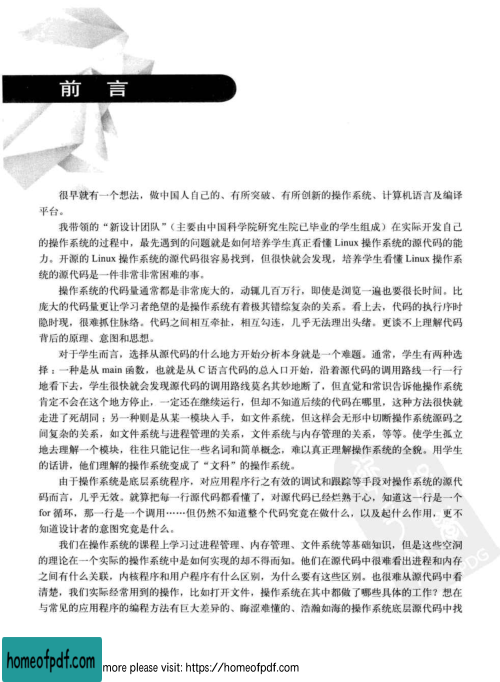 前 言
很早就有一个想法，做中国人自己的、有所突破、有所创新的操作系统、计算机语言及编译
平台。
我带领的“新设计团队”（主要由中国科学院研究生院已毕业的学生组成）在实际开发自己
的操作系统的过程中，最先遇到的问题就是如何培养学生真正看懂 Linux 操作系统的源代码的能
力。开源的 Linux 操作系统的源代码很容易找到，但很快就会发现，培养学生看懂 Linux 操作系
统的源代码是一件非常非常困难的事。
操作系统的代码量通常都是非常庞大的，动辄几百万行，即使是浏览一遍也要很长时间。比
庞大的代码量更让学习者绝望的是操作系统有着极其错综复杂的关系。看上去，代码的执行序时
隐时现，很难抓住脉络。代码之间相互牵扯，相互勾连，几乎无法理出头绪。更谈不上理解代码
背后的原理、意图和思想。
对于学生而言，选择从源代码的什么地方开始分析本身就是一个难题。通常，学生有两种选
择：一种是从 main 函数，也就是从 C 语言代码的总入口开始，沿着源代码的调用路线一行一行
地看下去，学生很快就会发现源代码的调用路线莫名其妙地断了，但直觉和常识告诉他操作系统
肯定不会在这个地方停止，一定还在继续运行，但却不知道后续的代码在哪里，这种方法很快就
走进了死胡同；另一种则是从某一模块入手，如文件系统，但这样会无形中切断操作系统源码之
间复杂的关系，如文件系统与进程管理的关系，文件系统与内存管理的关系，等等。使学生孤立
地去理解一个模块，往往只能记住一些名词和简单概念，难以真正理解操作系统的全貌。用学生
的话讲，他们理解的操作系统变成了“文科”的操作系统。
由于操作系统是底层系统程序，对应用程序行之有效的调试和跟踪等手段对操作系统的源代
码而言，几乎无效。就算把每一行源代码都看懂了，对源代码已经烂熟于心，知道这一行是一个
for 循环，那一行是一个调用……但仍然不知道整个代码究竟在做什么，以及起什么作用，更不
知道设计者的意图究竟是什么。
我们在操作系统的课程上学习过进程管理、内存管理、文件系统等基础知识，但是这些空洞
的理论在一个实际的操作系统中是如何实现的却不得而知。他们在源代码中很难看出进程和内存
之间有什么关联，内核程序和用户程序有什么区别，为什么要有这些区别。也很难从源代码中看
清楚，我们实际经常用到的操作，比如打开文件，操作系统在其中都做了哪些具体的工作？想在
与常见的应用程序的编程方法有巨大差异的、晦涩难懂的、浩瀚如海的操作系统底层源代码中找
homeofpdf.com more please visit: https://homeofpdf.com